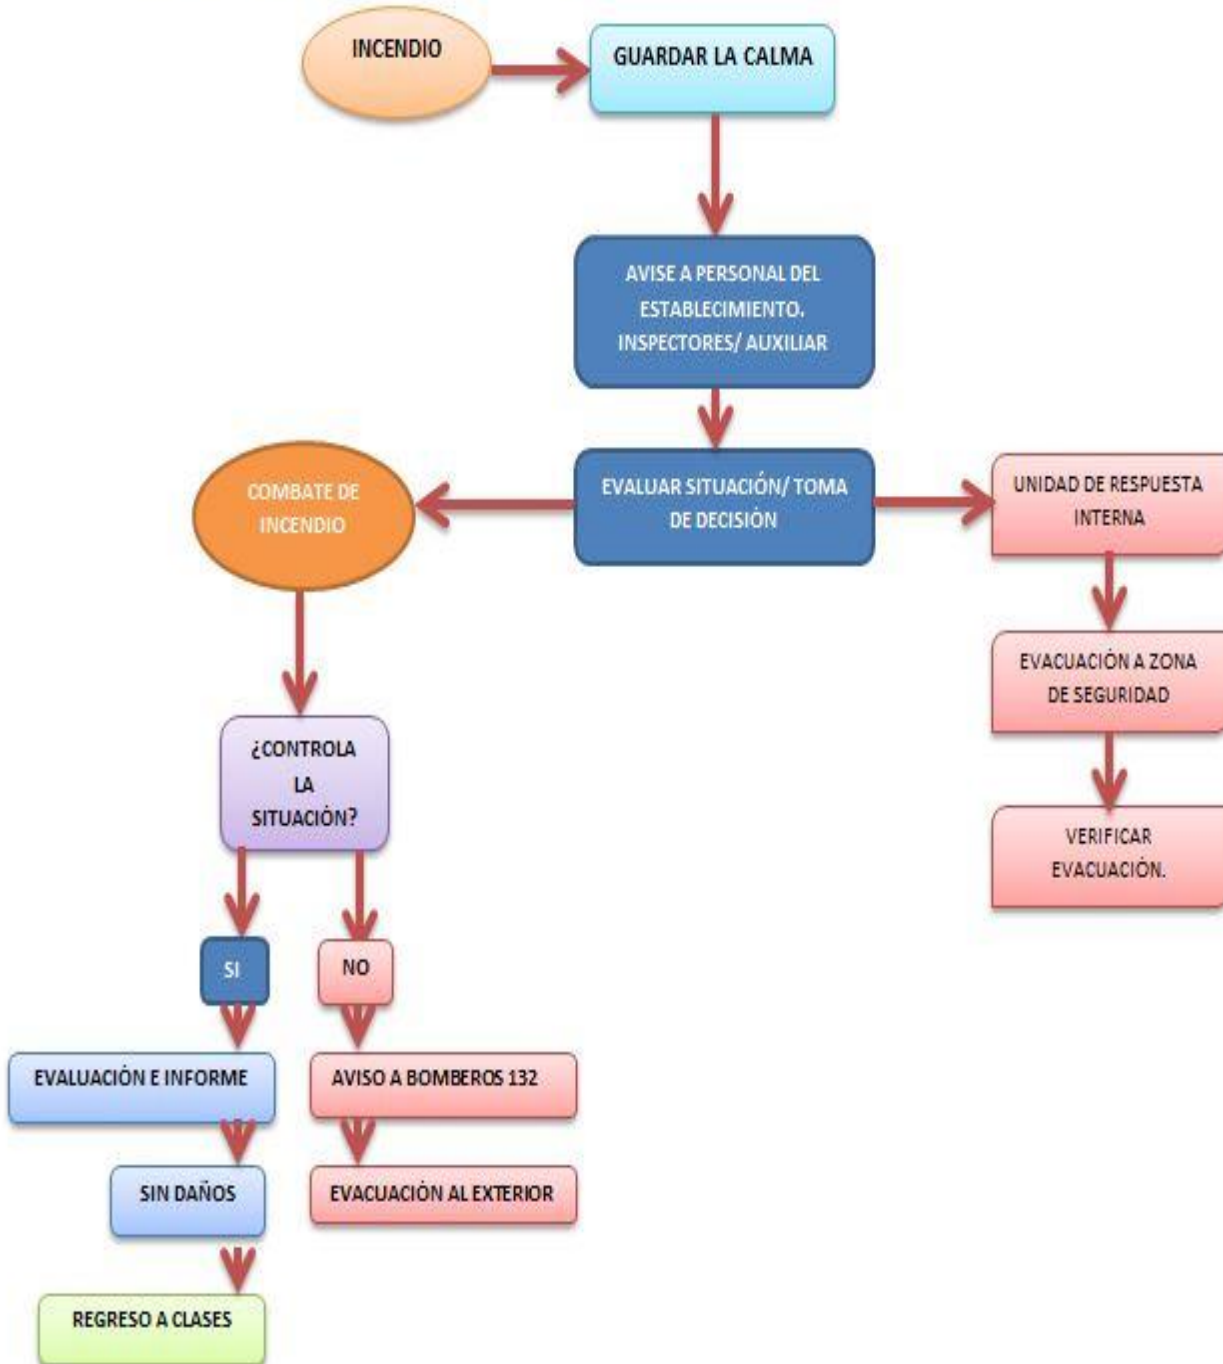 INCENDIO
GUARDAR LA CALMA
AVISE A PERSONAL DEL
ESTABLECIMIENTO.
INSPECTORES/ AUXILIAR
EVALUAR SITUACIÓN/ TOMA
DE DECISIÓN
COMBATE DE
INCENDIO
UNIDAD DE RESPUESTA
INTERNA
EVACUACIÓN A ZONA
DE SEGURIDAD
VERIFICAR
EVACUACIÓN.
¿CONTROLA
LA
SITUACIÓN?
SI
NO
EVALUACIÓN E INFORME
AVISO A BOMBEROS 132
SIN DAÑOS
EVACUACIÓN AL EXTERIOR
REGRESO A CLASES